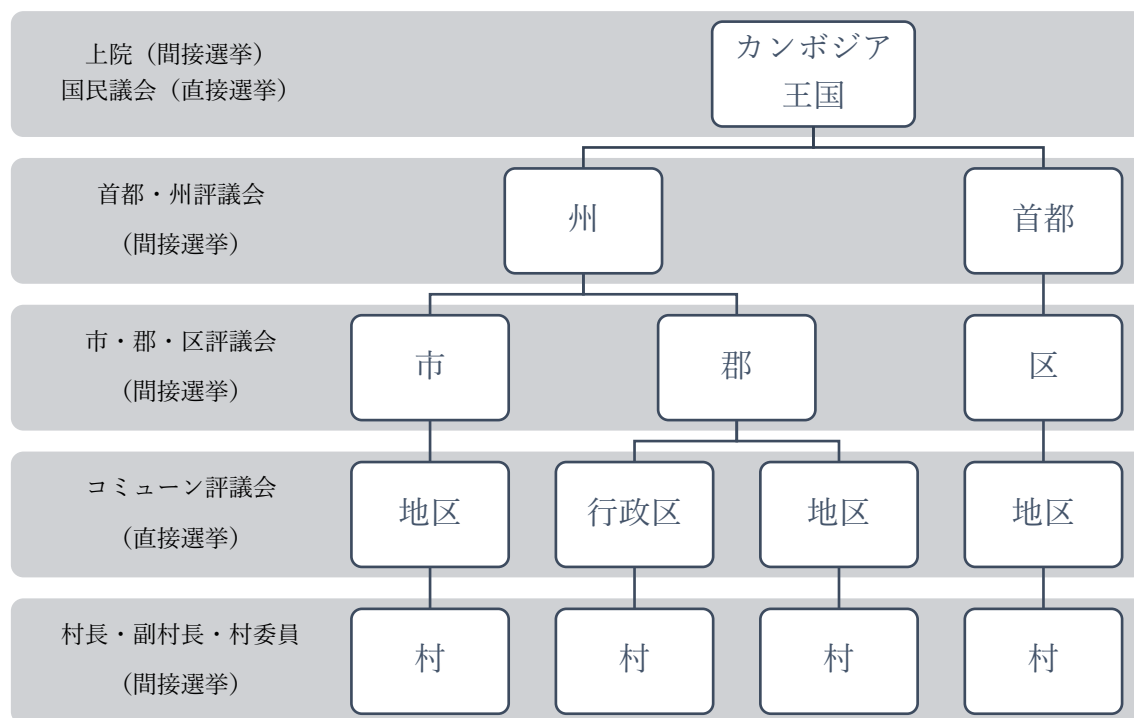 上院（間接選挙）
国民議会（直接選挙）
カンボジア
王国
首都・州評議会
（間接選挙）
州
首都
市・郡・区評議会
（間接選挙）
市
郡
区
コミューン評議会
（直接選挙）
地区
行政区
地区
地区
村長・副村長・村委員
（間接選挙）
村
村
村
村